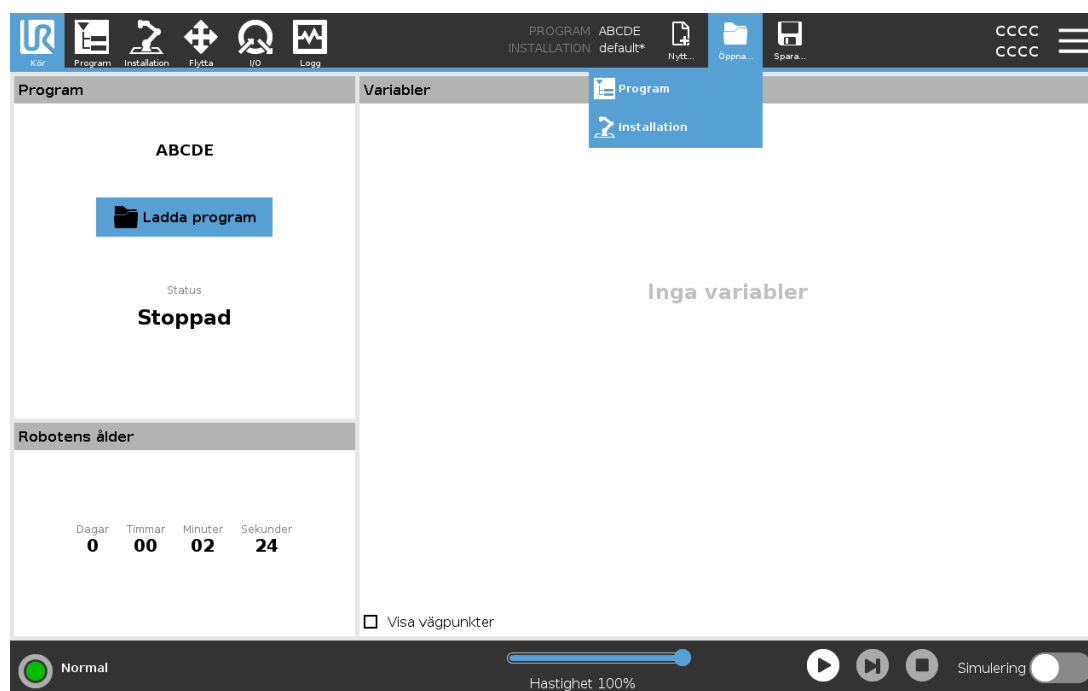 PROGRAM ABCDE
INSTALLATION default*
Kör Program Installation Flytta I/O Logg
Nytt... Öppna... Spara...
CCCC
CCCC
Program
Installation
Program
ABCDE
Ladda program
Status
Stoppad
Robotens ålder
Dagar Timmar Minuter Sekunder
0 00 02 24
Variabler
Inga variabler
Visa vägpunkter
Normal
Hastighet 100%
Simulering